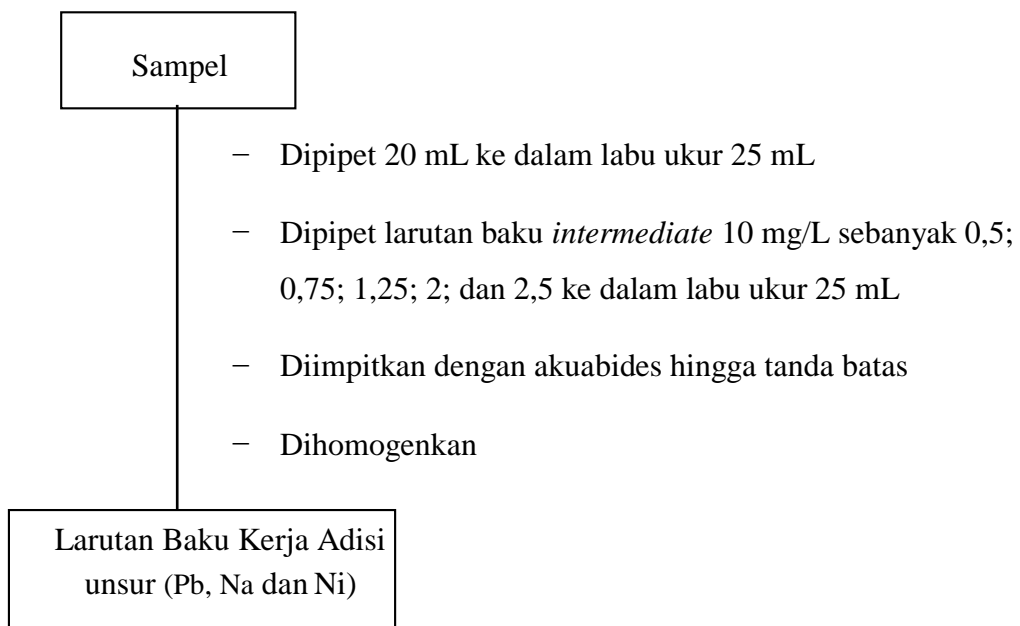 Sampel
− Dipipet 20 mL ke dalam labu ukur 25 mL
− Dipipet larutan baku intermediate 10 mg/L sebanyak 0,5;
0,75; 1,25; 2; dan 2,5 ke dalam labu ukur 25 mL
− Diimpitkan dengan akuabides hingga tanda batas
− Dihomogenkan
Larutan Baku Kerja Adisi
unsur (Pb, Na dan Ni)